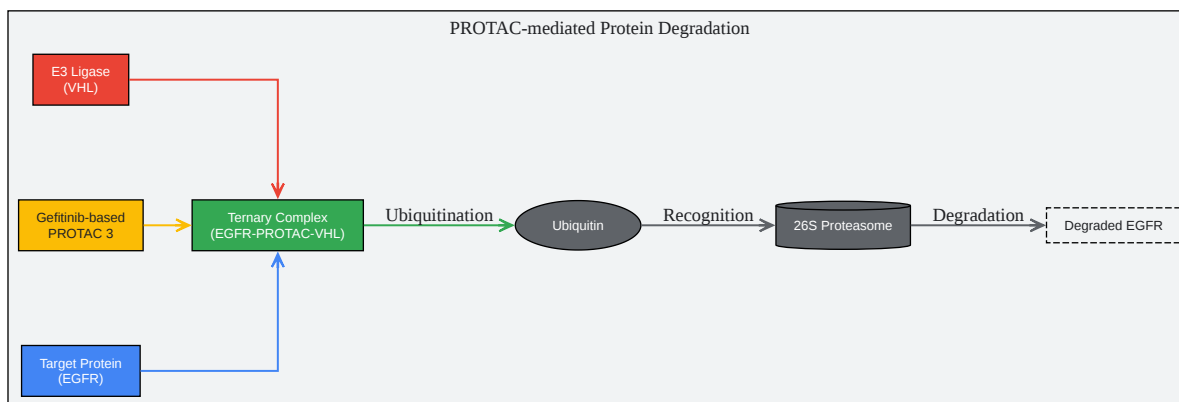 PROTAC-mediated Protein Degradation
E3 Ligase
(VHL)
Gefitinib-based
PROTAC 3
Ternary Complex
(EGFR-PROTAC-VHL)
Ubiquitination
Ubiquitin
Recognition
26S Proteasome
Degradation
Degraded EGFR
Target Protein
(EGFR)